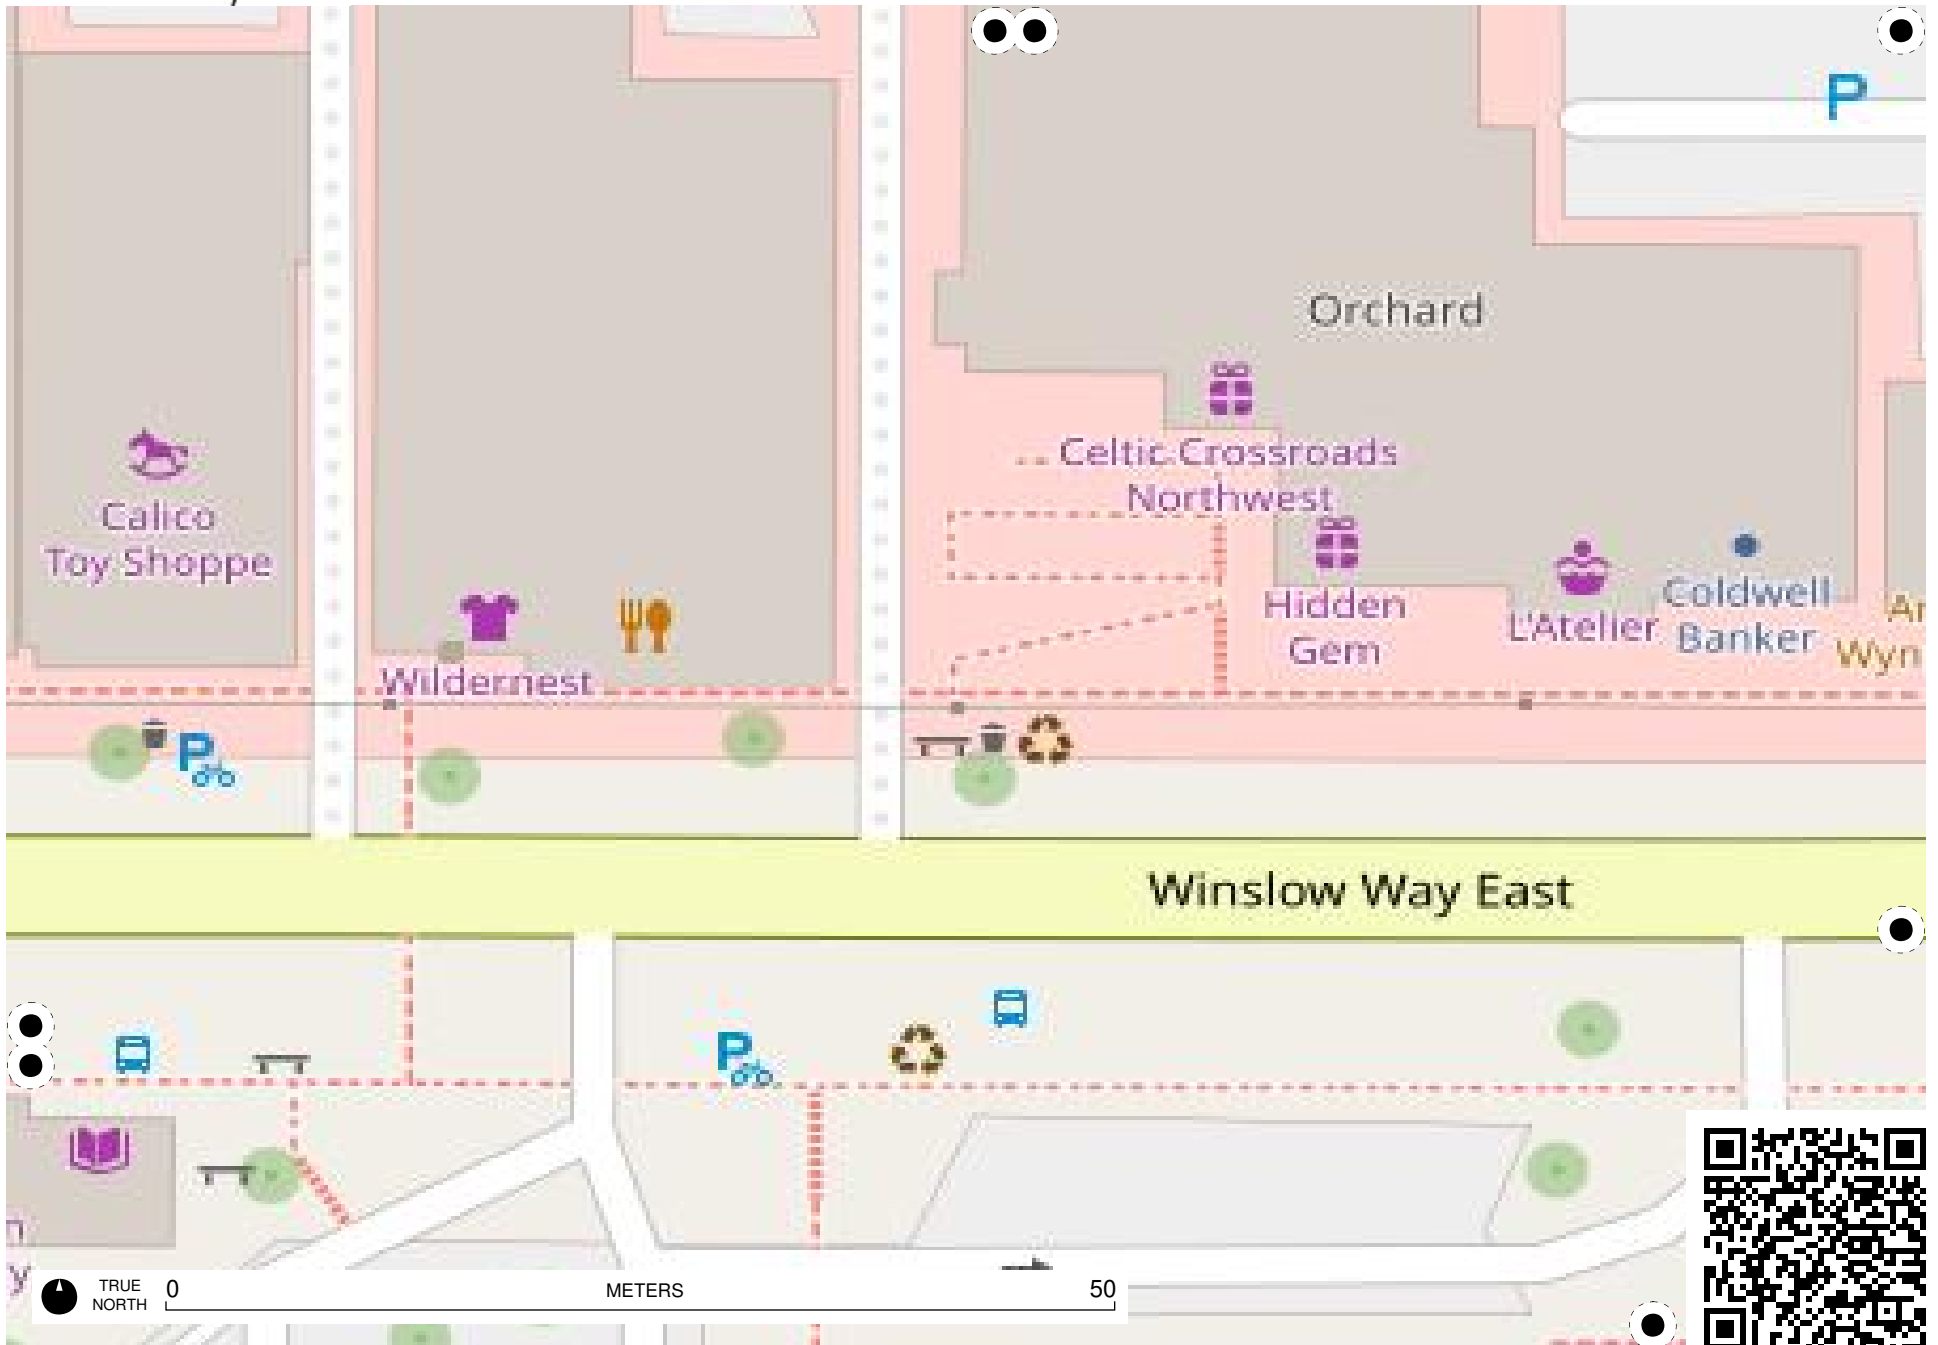 P
Orchard
Celtic Crossroads
Northwest
Calico
Toy Shoppe
Hidden
Gem
L'Atelier
Coldwell
Banker
Wyn
Wildernest
P
Winslow Way East
P
TRUE
NORTH
0
METERS
50